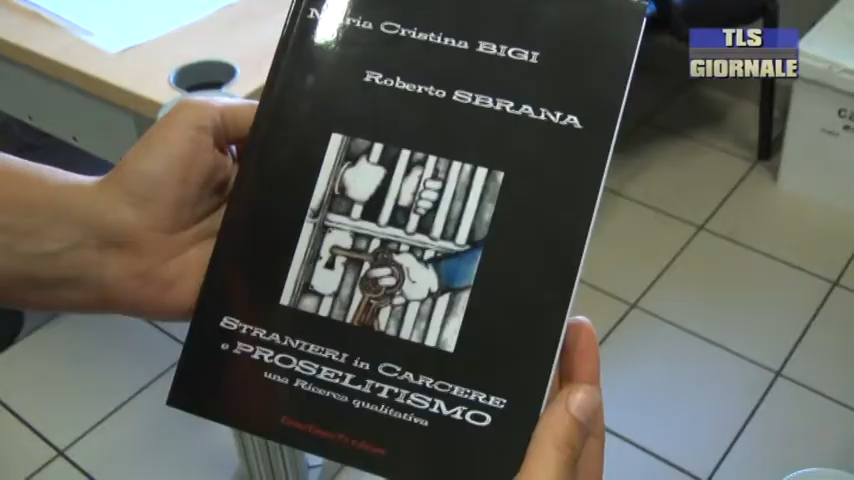 Maria Cristina BIGI
Roberto SBRANA
STRANIERI in CARCERE
e PROSELITISMO
una Ricerca qualitativa
TLS
GIORNALE